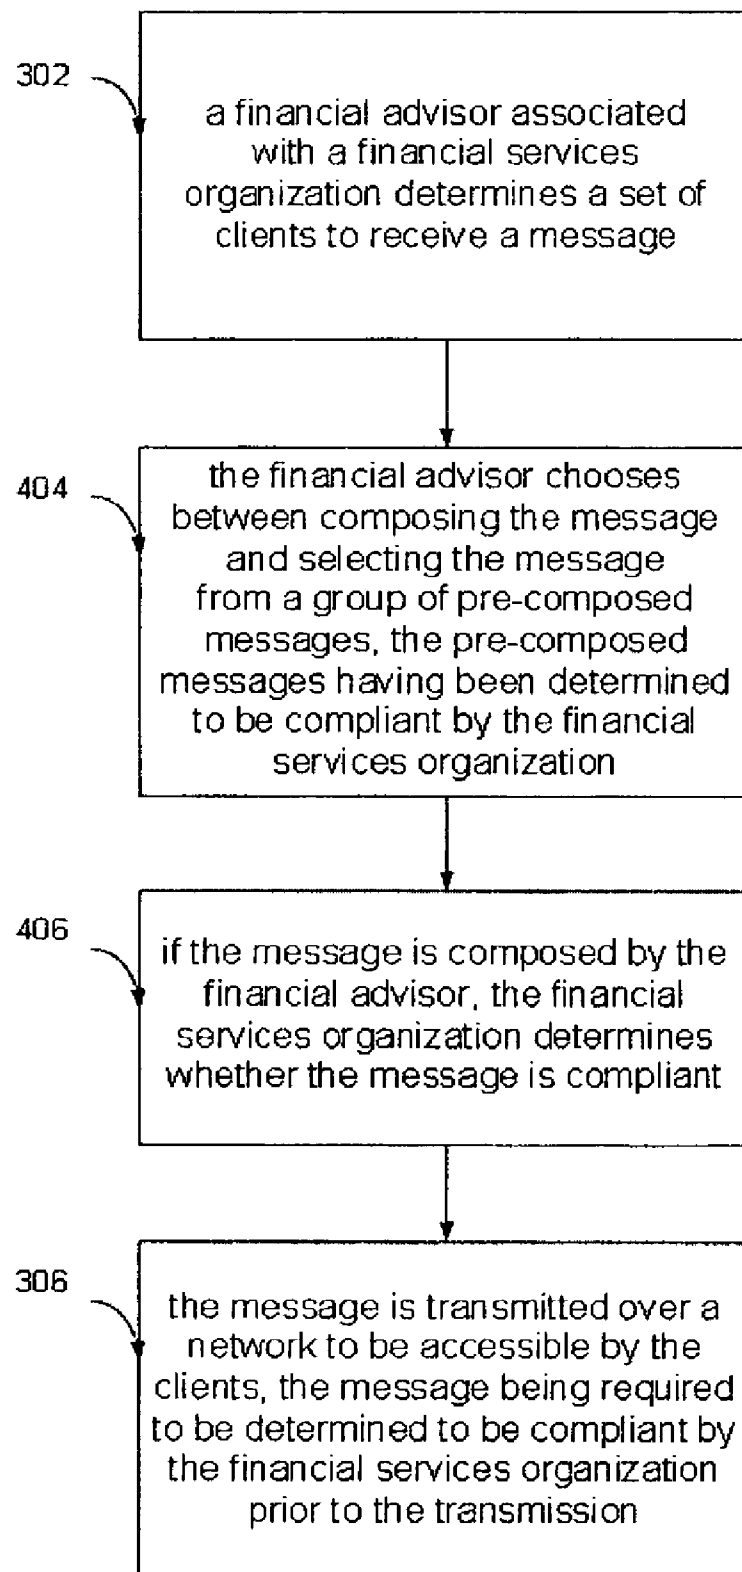 302
a financial advisor associated
with a financial services
organization determines a set of
clients to receive a message
404
the financial advisor chooses
between composing the message
and selecting the message
from a group of pre-composed
messages, the pre-composed
messages having been determined
to be compliant by the financial
services organization
406
if the message is composed by the
financial advisor, the financial
services organization determines
whether the message is compliant
306
the message is transmitted over a
network to be accessible by the
clients, the message being required
to be determined to be compliant by
the financial services organization
prior to the transmission